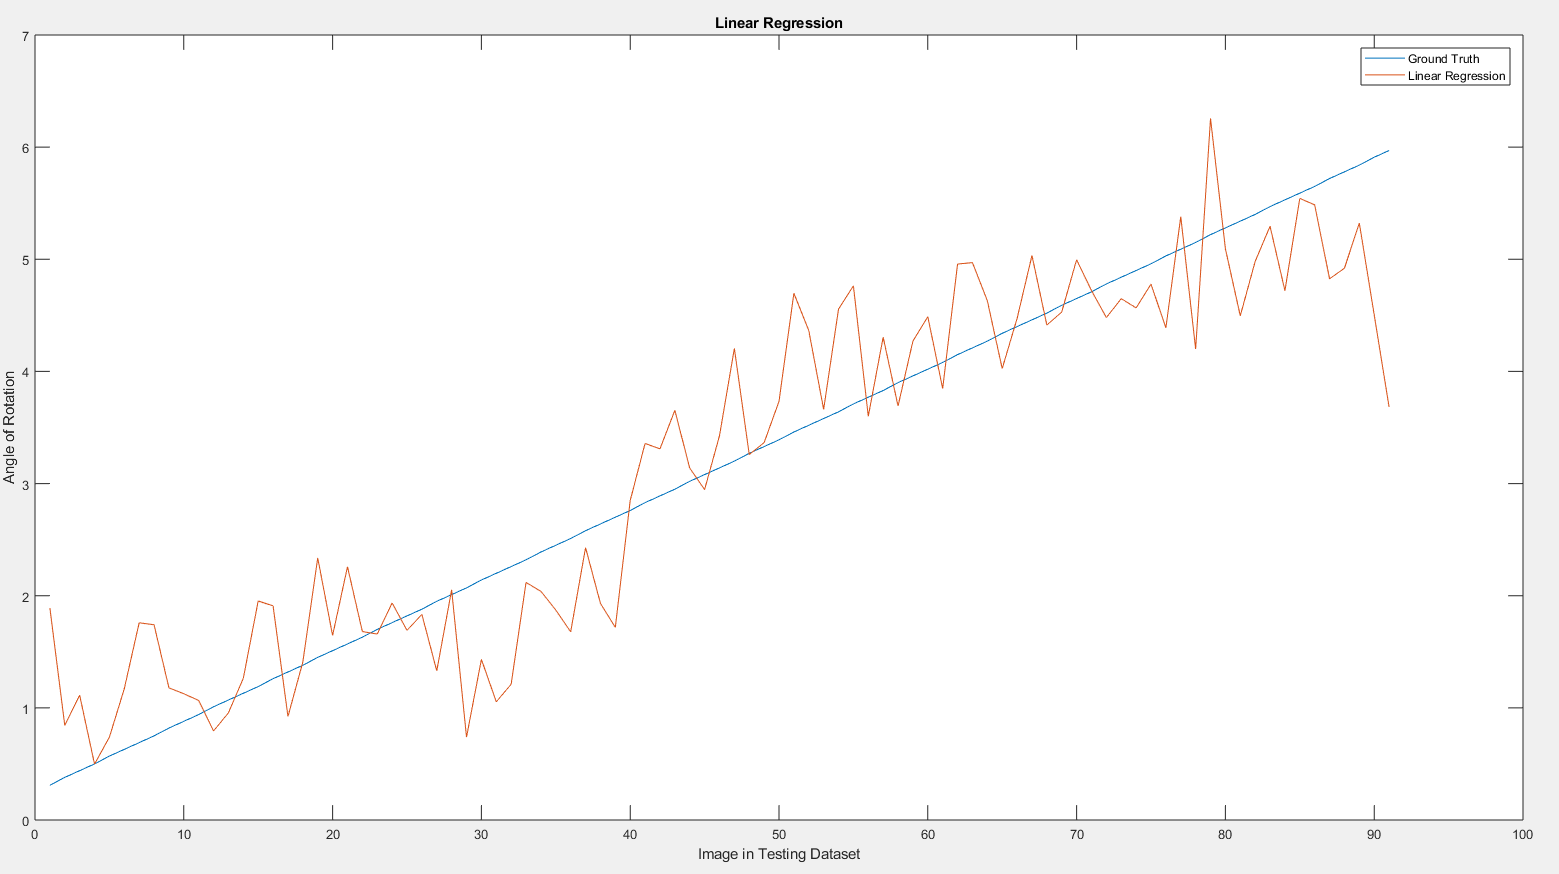 Linear Regression
Ground Truth
Linear Regression
7
6
5
4
3
2
1
0
Angle of Rotation
0 10 20 30 40 50 60 70 80 90 100
Image in Testing Dataset